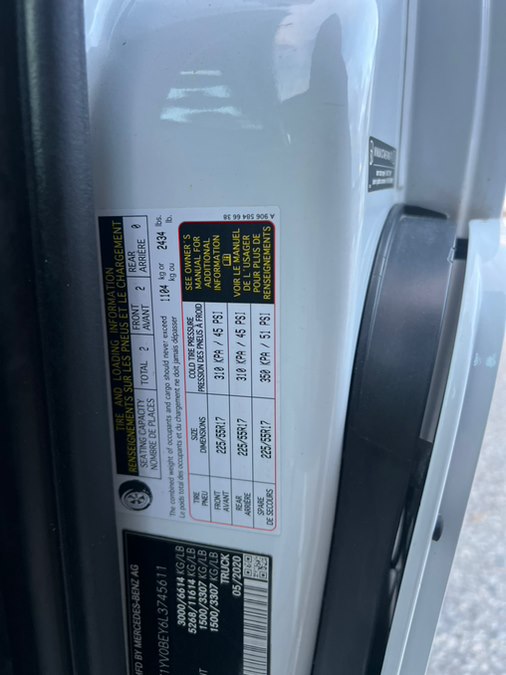 TIRE AND LOADING INFORMATION
RENSEIGNEMENTS SUR LES PNEUS ET LE CHARGEMENT
SEATING CAPACITY TOTAL 2 FRONT 2 REAR 0
NOMBRE DE PLACES AVANT ARRIÈRE
The combined weight of occupants and cargo should never exceed 1104 kg or 2434 lbs.
Le poids total des occupants et du chargement ne doit jamais dépasser kg ou lb.
TIRE SIZE COLD TIRE PRESSURE
PNEU DIMENSIONS PRESSION DES PNEUS À FROID
FRONT 225/55R17 310 KPA / 45 PSI
AVANT
REAR 225/55R17 310 KPA / 45 PSI
ARRIÈRE
SPARE 225/55R17 350 KPA / 51 PSI
DE SECOURS
SEE OWNER'S
MANUAL FOR
ADDITIONAL
INFORMATION
VOIR LE MANUEL
DE L'USAGER
POUR PLUS DE
RENSEIGNEMENTS
A 906 584 66 38
MFD BY MERCEDES-BENZ AG
3000/6614 KG/LB
5268/11614 KG/LB
1500/3307 KG/LB
1500/3307 KG/LB
TRUCK
05/2020
1YV0BEY6L3745611